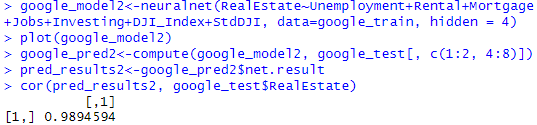 > google_model2<-neuralnet(RealEstate~Unemployment+Rental+Mortgage
+Jobs+Investing+DJI_Index+StdDJI, data=google_train, hidden = 4)
> plot(google_model2)
> google_pred2<-compute(google_model2, google_test[, c(1:2, 4:8)])
> pred_results2<-google_pred2$net.result
> cor(pred_results2, google_test$RealEstate)
[,1]
[1,] 0.9894594